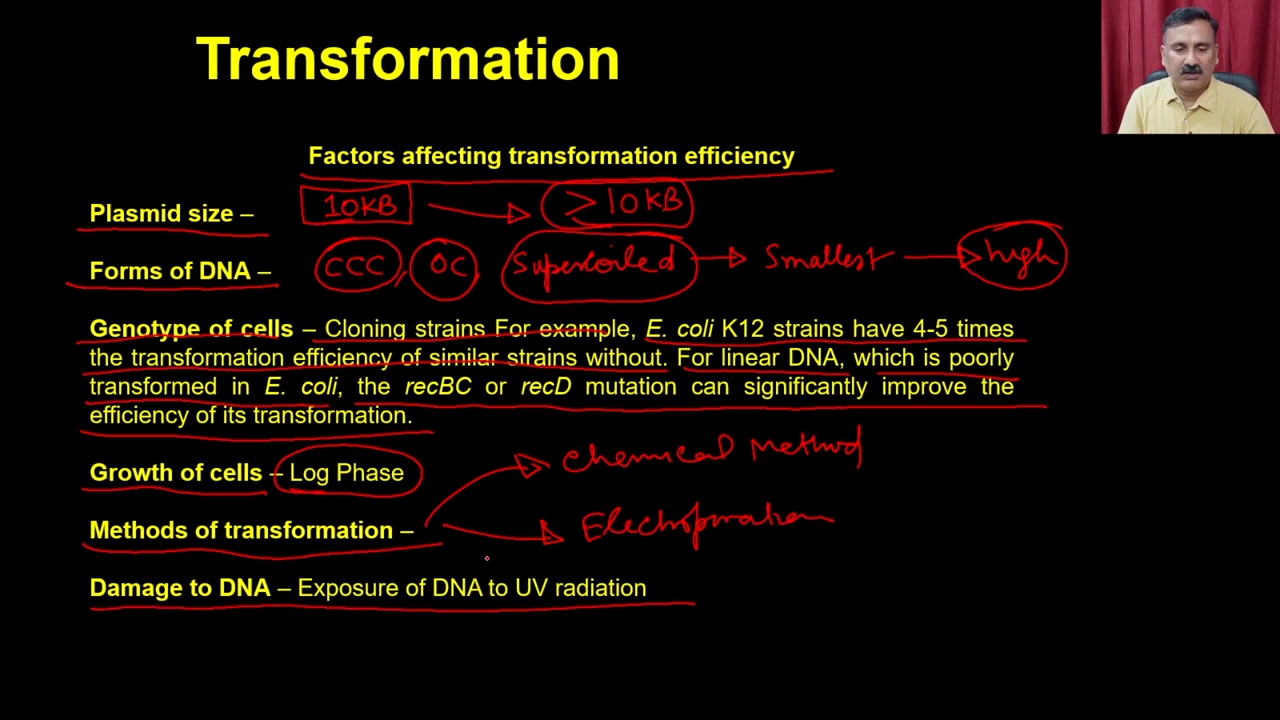 Transformation
Factors affecting transformation efficiency
Plasmid size – 10KB > 10KB
Forms of DNA – CCC, OC Supercoiled Smallest high
Genotype of cells – Cloning strains For example, E. coli K12 strains have 4-5 times
the transformation efficiency of similar strains without. For linear DNA, which is poorly
transformed in E. coli, the recBC or recD mutation can significantly improve the
efficiency of its transformation.
Chemical Method
Growth of cells – Log Phase
Methods of transformation – Electroporation
Damage to DNA – Exposure of DNA to UV radiation